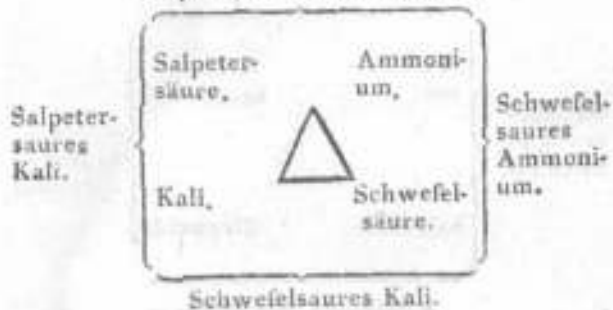 Salpeter-
säure.
Ammoni-
um.
Salpeter-
saures
Kali.
Schwefel-
saures
Ammoni-
um.
Kali.
Schwefel-
säure.
Schwefelsaures Kali.